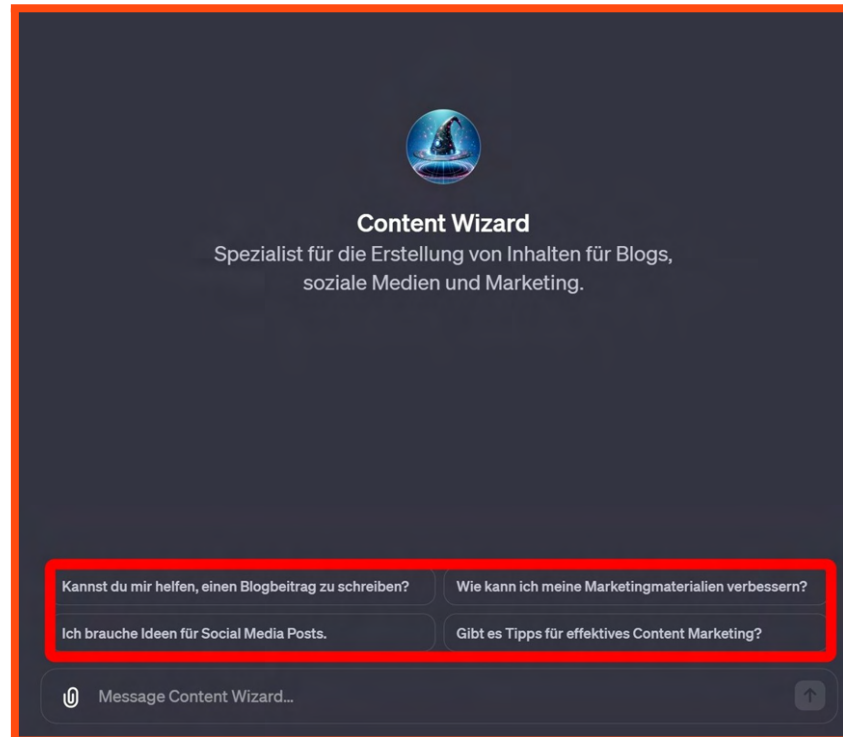 Content Wizard
Spezialist für die Erstellung von Inhalten für Blogs,
soziale Medien und Marketing.
Kannst du mir helfen, einen Blogbeitrag zu schreiben?
Wie kann ich meine Marketingmaterialien verbessern?
Ich brauche Ideen für Social Media Posts.
Gibt es Tipps für effektives Content Marketing?
Message Content Wizard...